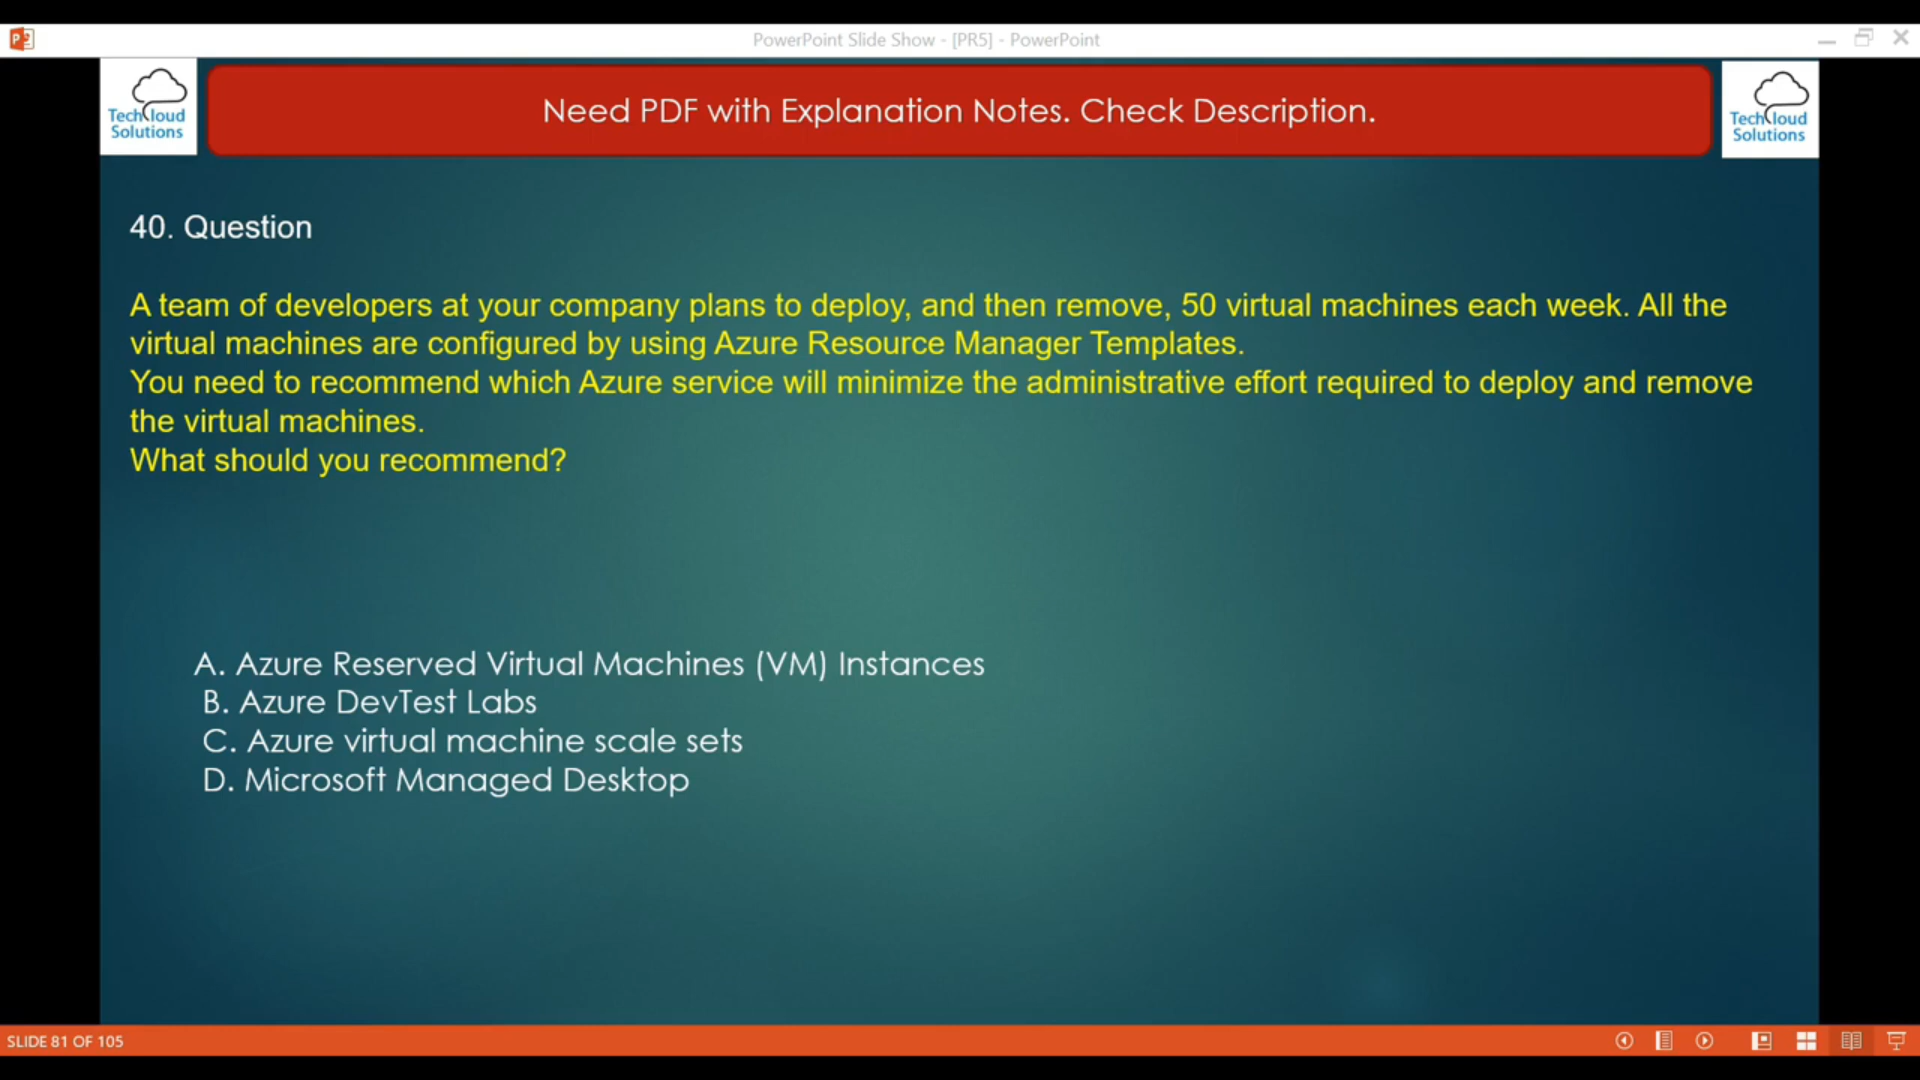 PowerPoint Slide Show - [PR5] - PowerPoint
TechCloud
Solutions
Need PDF with Explanation Notes. Check Description.
TechCloud
Solutions
40. Question
A team of developers at your company plans to deploy, and then remove, 50 virtual machines each week. All the
virtual machines are configured by using Azure Resource Manager Templates.
You need to recommend which Azure service will minimize the administrative effort required to deploy and remove
the virtual machines.
What should you recommend?
A. Azure Reserved Virtual Machines (VM) Instances
B. Azure DevTest Labs
C. Azure virtual machine scale sets
D. Microsoft Managed Desktop
SLIDE 81 OF 105